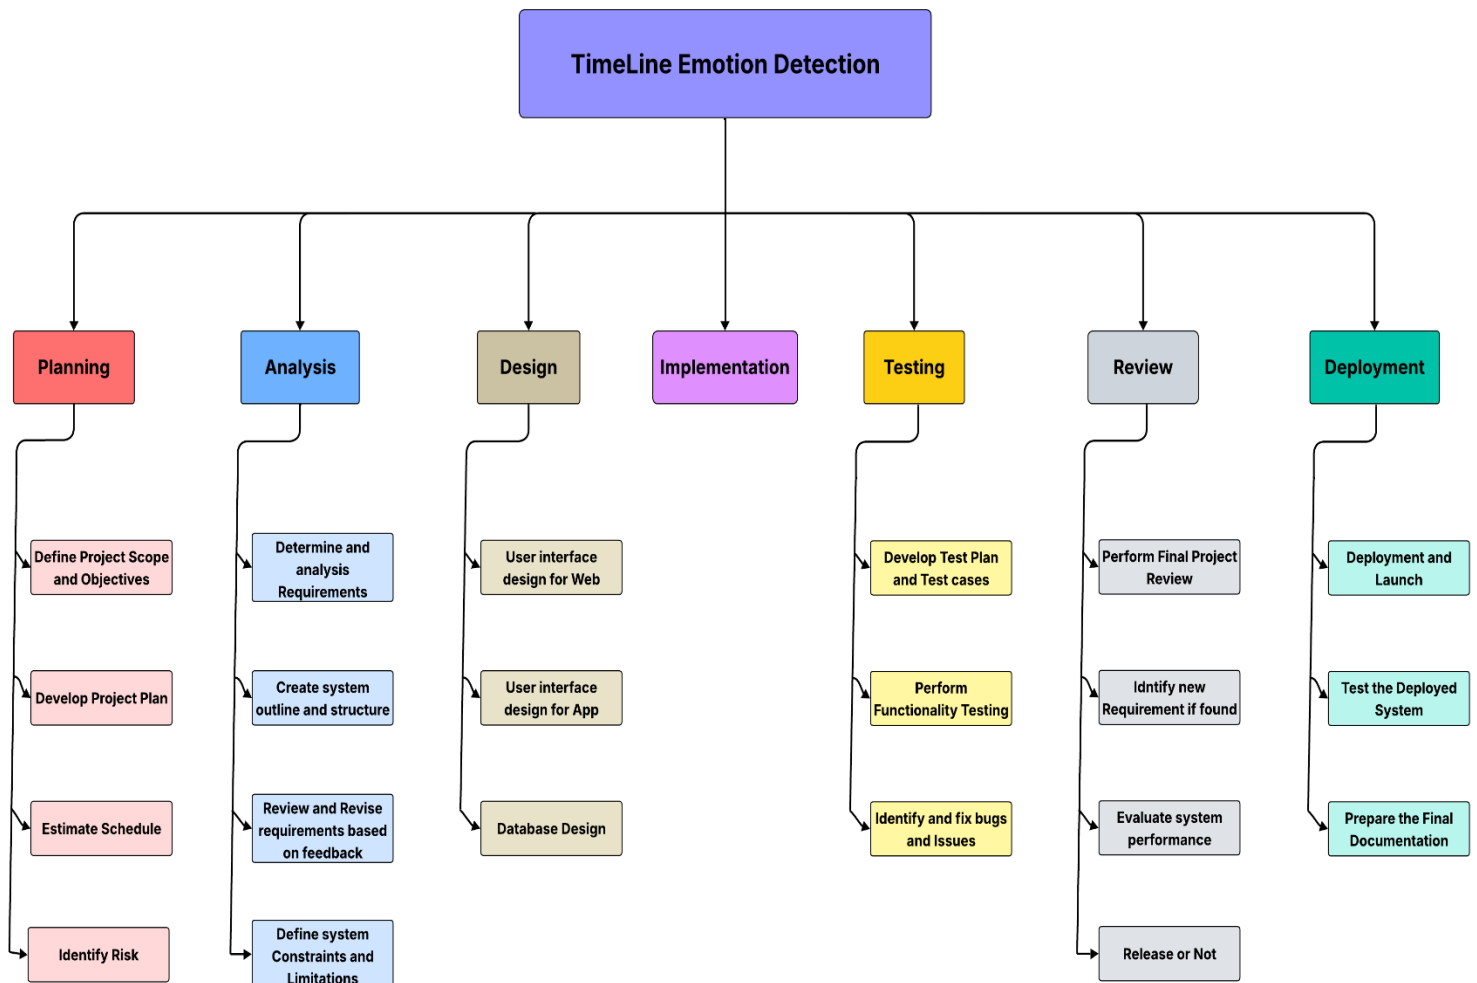 TimeLine Emotion Detection
Planning
Analysis
Design
Implementation
Testing
Review
Deployment
Define Project Scope
and Objectives
Develop Project Plan
Estimate Schedule
Identify Risk
Determine and
analysis
Requirements
Create system
outline and structure
Review and Revise
requirements based
on feedback
Define system
Constraints and
Limitations
User interface
design for Web
User interface
design for App
Database Design
Develop Test Plan
and Test cases
Perform
Functionality Testing
Identify and fix bugs
and Issues
Perform Final Project
Review
Idntify new
Requirement if found
Evaluate system
performance
Release or Not
Deployment and
Launch
Test the Deployed
System
Prepare the Final
Documentation